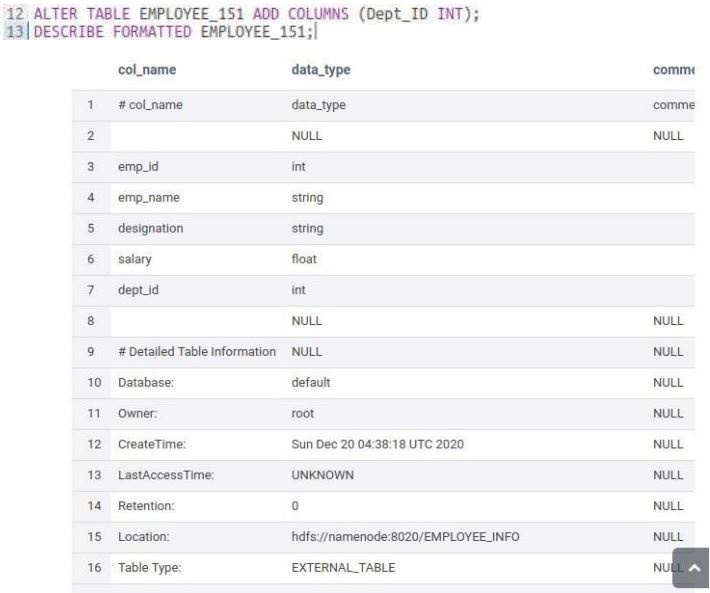 12 ALTER TABLE EMPLOYEE_151 ADD COLUMNS (Dept_ID INT);
13 DESCRIBE FORMATTED EMPLOYEE_151;
col_name data_type comme
1 # col_name data_type comme
2 NULL NULL
3 emp_id int
4 emp_name string
5 designation string
6 salary float
7 dept_id int
8 NULL NULL
9 # Detailed Table Information NULL NULL
10 Database: default NULL
11 Owner: root NULL
12 CreateTime: Sun Dec 20 04:38:18 UTC 2020 NULL
13 LastAccessTime: UNKNOWN NULL
14 Retention: 0 NULL
15 Location: hdfs://namenode:8020/EMPLOYEE_INFO NULL
16 Table Type: EXTERNAL_TABLE NULL